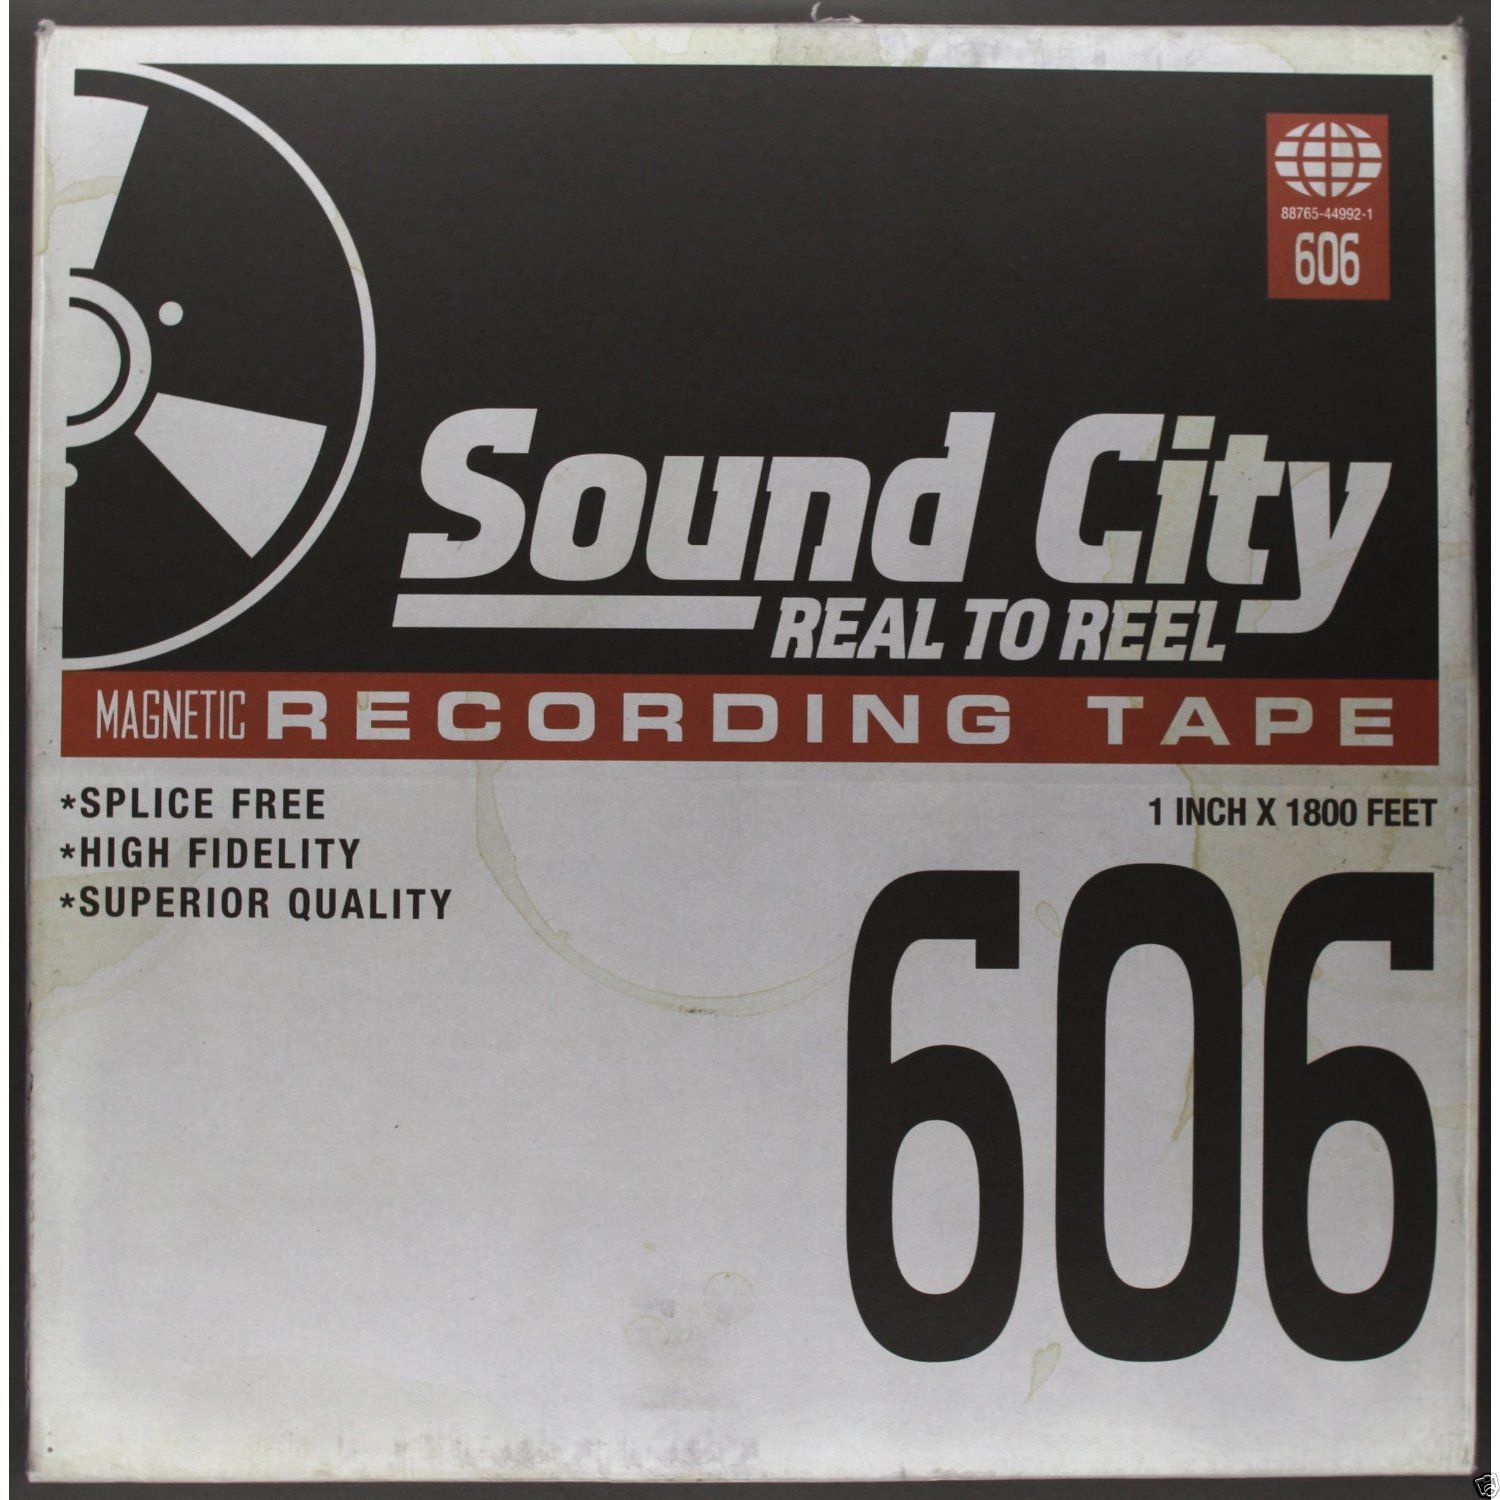 88765-44992-1
606
Sound City
REAL TO REEL
MAGNETIC RECORDING TAPE
*SPLICE FREE
*HIGH FIDELITY
*SUPERIOR QUALITY
1 INCH X 1800 FEET
606